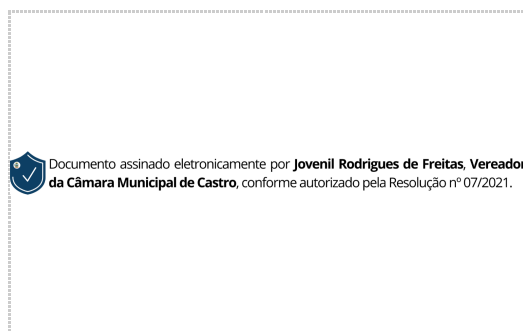 Documento assinado eletronicamente por Jovenil Rodrigues de Freitas, Vereador
da Câmara Municipal de Castro, conforme autorizado pela Resolução nº 07/2021.